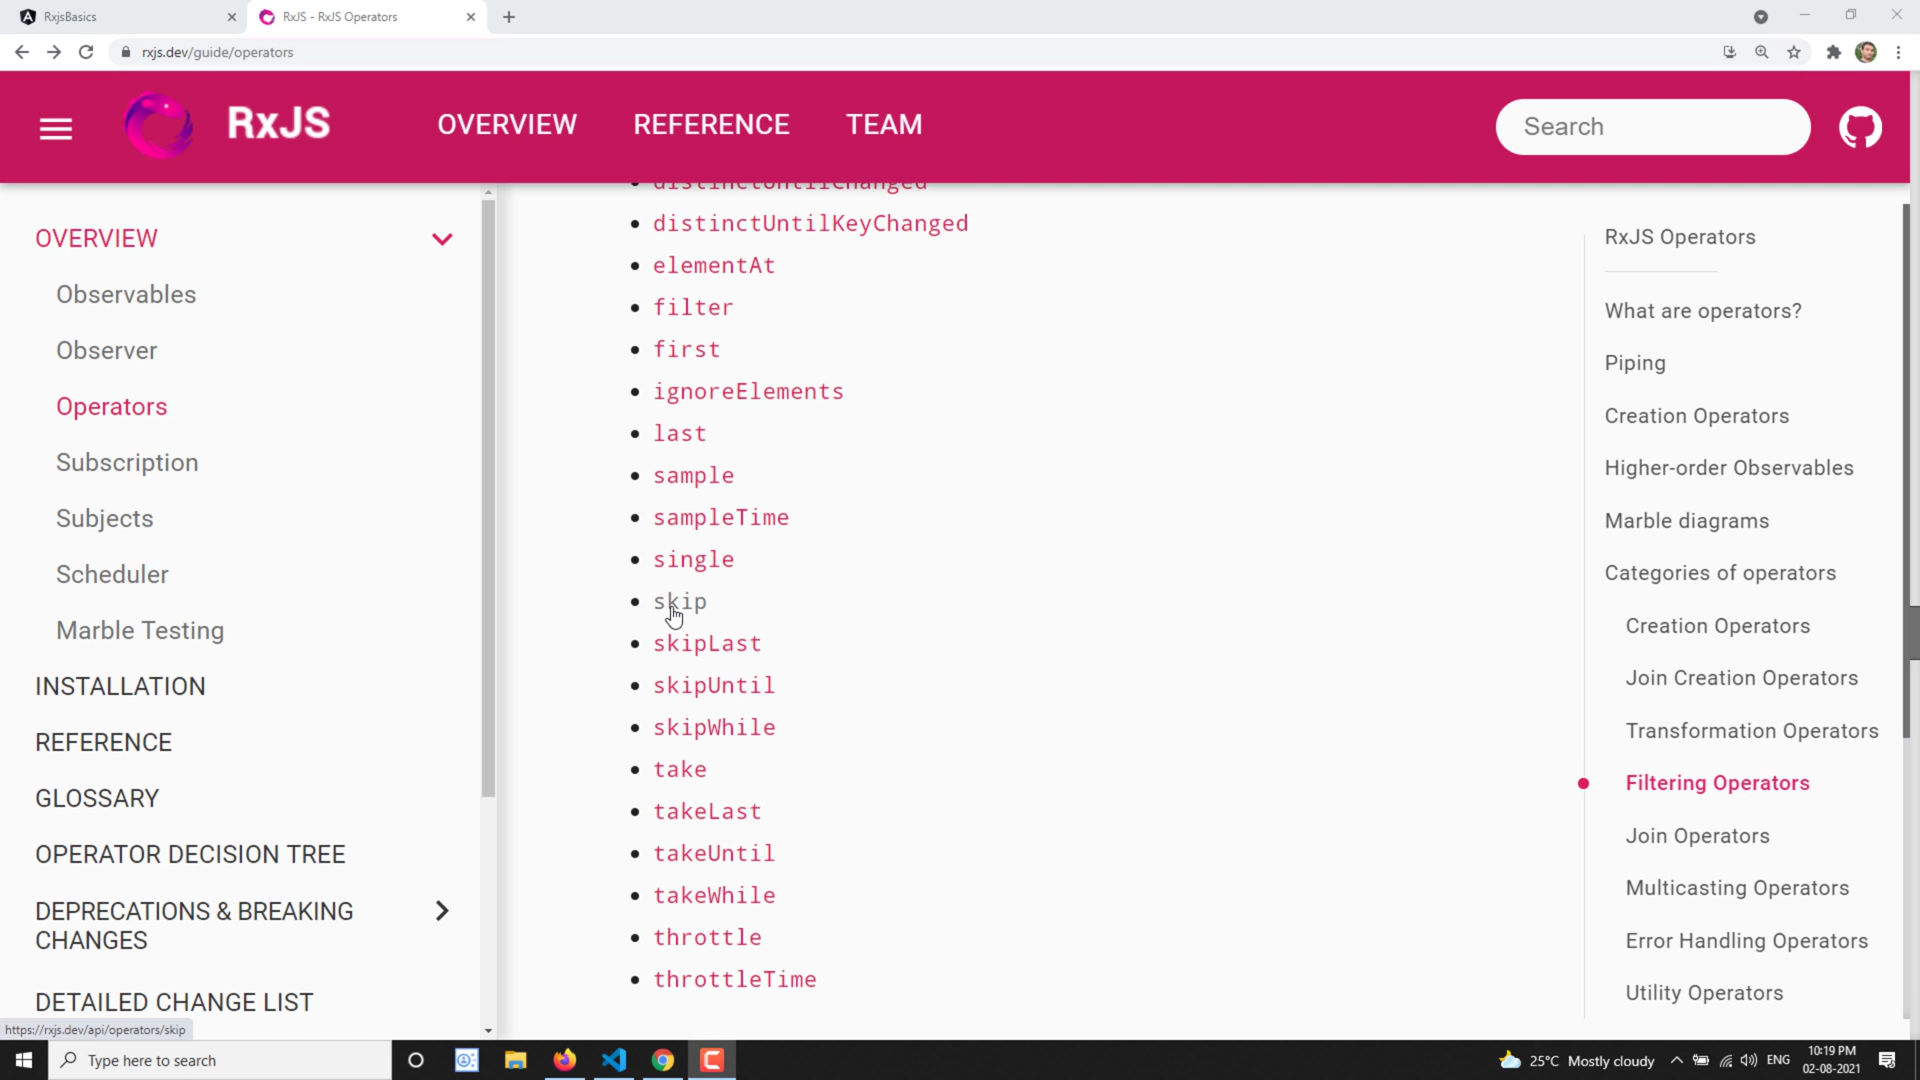 RxjsBasics
RxJS - RxJS Operators
rxjs.dev/guide/operators
RxJS
OVERVIEW
REFERENCE
TEAM
Search
OVERVIEW
Observables
Observer
Operators
Subscription
Subjects
Scheduler
Marble Testing
INSTALLATION
REFERENCE
GLOSSARY
OPERATOR DECISION TREE
DEPRECATIONS & BREAKING
CHANGES
DETAILED CHANGE LIST
distinctUntilChanged
distinctUntilKeyChanged
elementAt
filter
first
ignoreElements
last
sample
sampleTime
single
skip
skipLast
skipUntil
skipWhile
take
takeLast
takeUntil
takeWhile
throttle
throttleTime
RxJS Operators
What are operators?
Piping
Creation Operators
Higher-order Observables
Marble diagrams
Categories of operators
Creation Operators
Join Creation Operators
Transformation Operators
Filtering Operators
Join Operators
Multicasting Operators
Error Handling Operators
Utility Operators
https://rxjs.dev/api/operators/skip
Type here to search
25°C Mostly cloudy
ENG
10:19 PM
02-08-2021